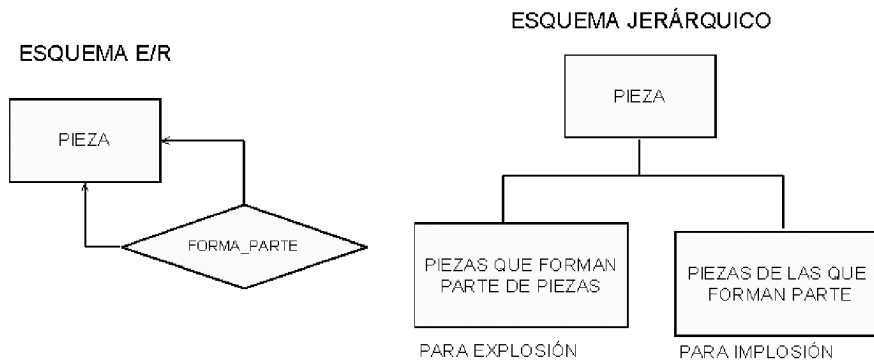 ESQUEMA E/R
PIEZA
FORMA_PARTE
ESQUEMA JERÁRQUICO
PIEZA
PIEZAS QUE FORMAN
PARTE DE PIEZAS
PARA EXPLOSIÓN
PIEZAS DE LAS QUE
FORMAN PARTE
PARA IMPLOSIÓN